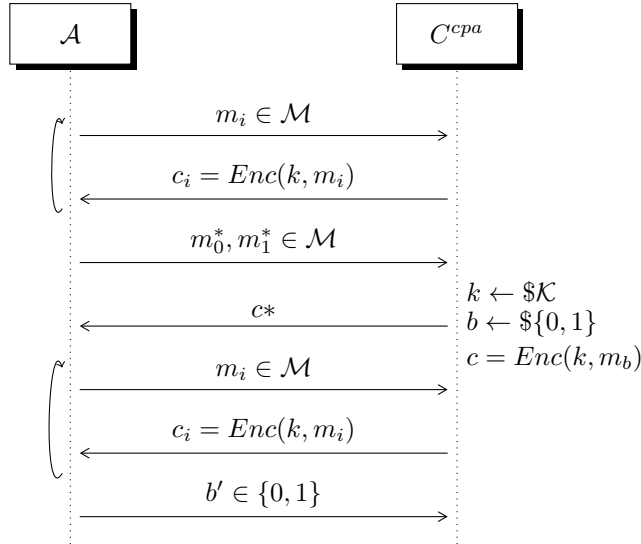 𝒜
C^{cpa}
m_i ∈ ℳ
c_i = Enc(k, m_i)
m_0^*, m_1^* ∈ ℳ
k ← $𝒦
c*
b ← ${0, 1}
c = Enc(k, m_b)
m_i ∈ ℳ
c_i = Enc(k, m_i)
b′ ∈ {0, 1}